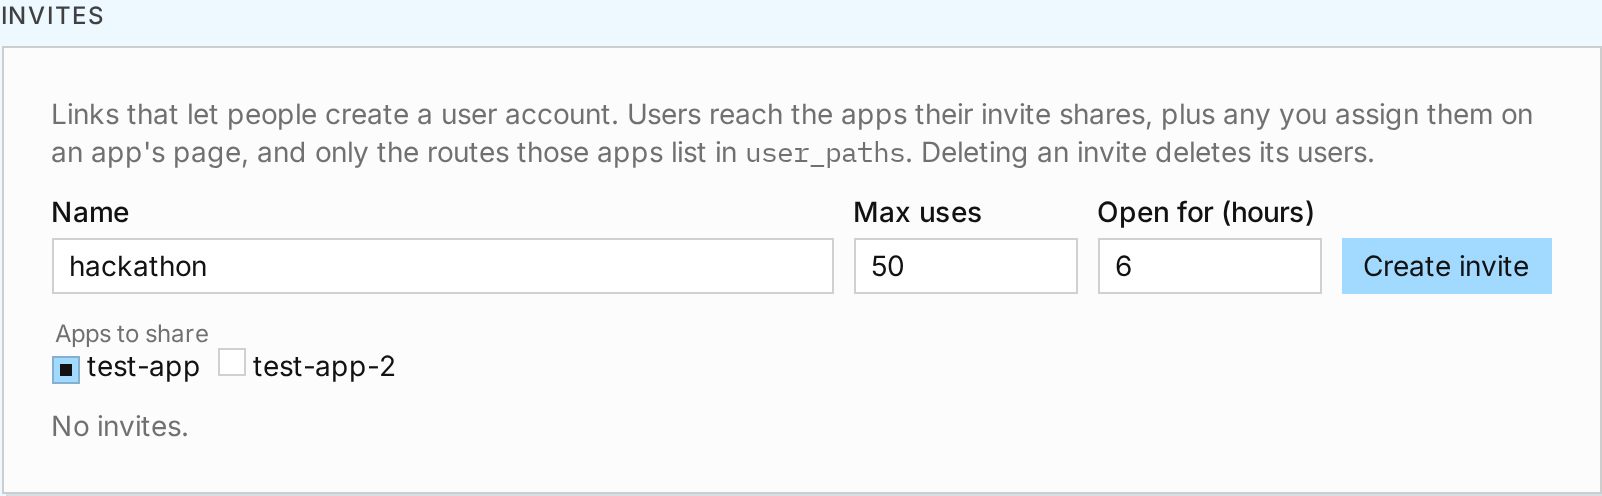 INVITES
Links that let people create a user account. Users reach the apps their invite shares, plus any you assign them on
an app's page, and only the routes those apps list in user_paths. Deleting an invite deletes its users.
Name Max uses Open for (hours)
hackathon 50 6 Create invite
Apps to share
test-app test-app-2
No invites.